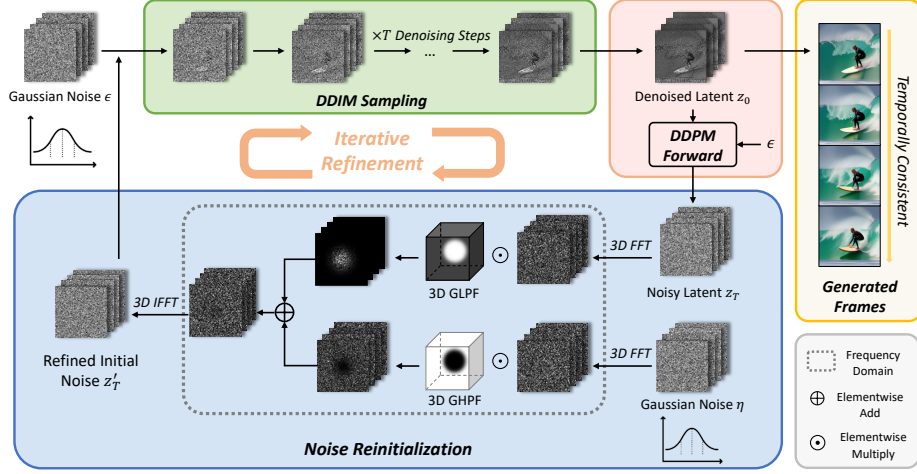 Gaussian Noise ϵ
×T Denoising Steps
...
DDIM Sampling
Denoised Latent z₀
DDPM
Forward
ϵ
Iterative
Refinement
Temporally Consistent
Generated
Frames
3D IFFT
Refined Initial
Noise z′_T
3D GLPF
3D FFT
Noisy Latent z_T
3D GHPF
3D FFT
Gaussian Noise η
Noise Reinitialization
Frequency
Domain
Elementwise
Add
Elementwise
Multiply